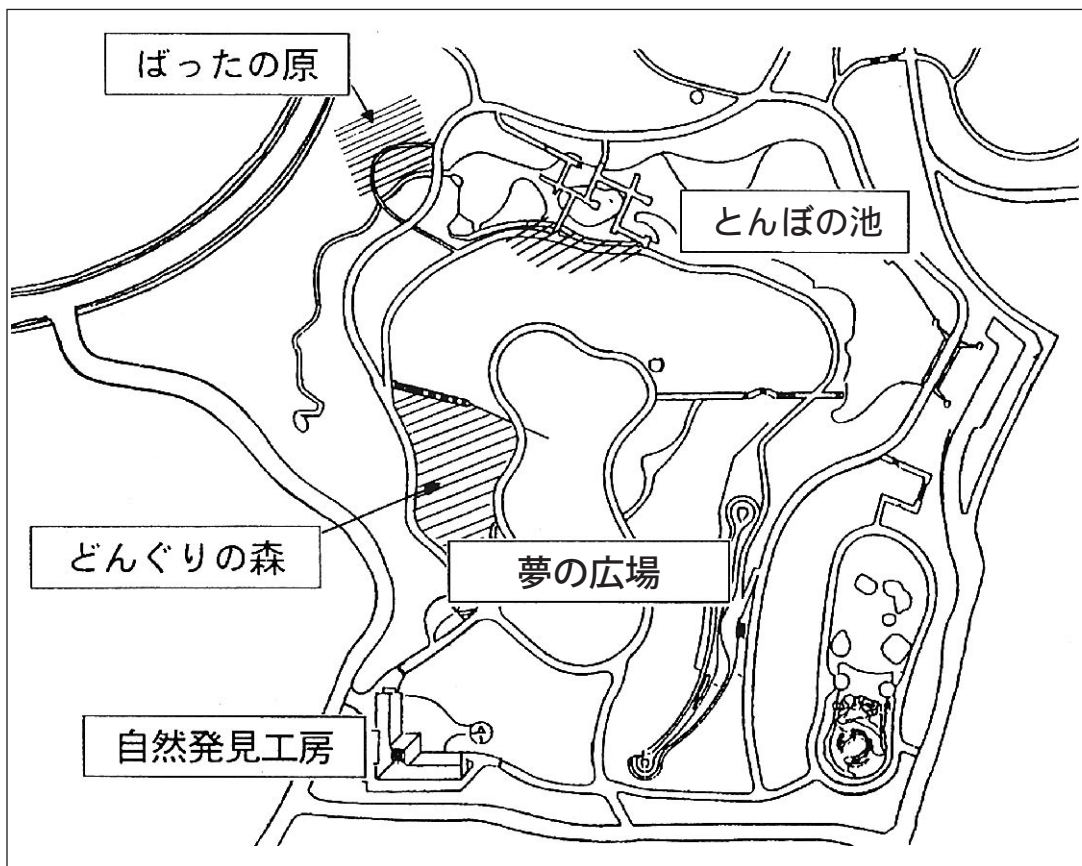 ばったの原
とんぼの池
どんぐりの森
夢の広場
自然発見工房